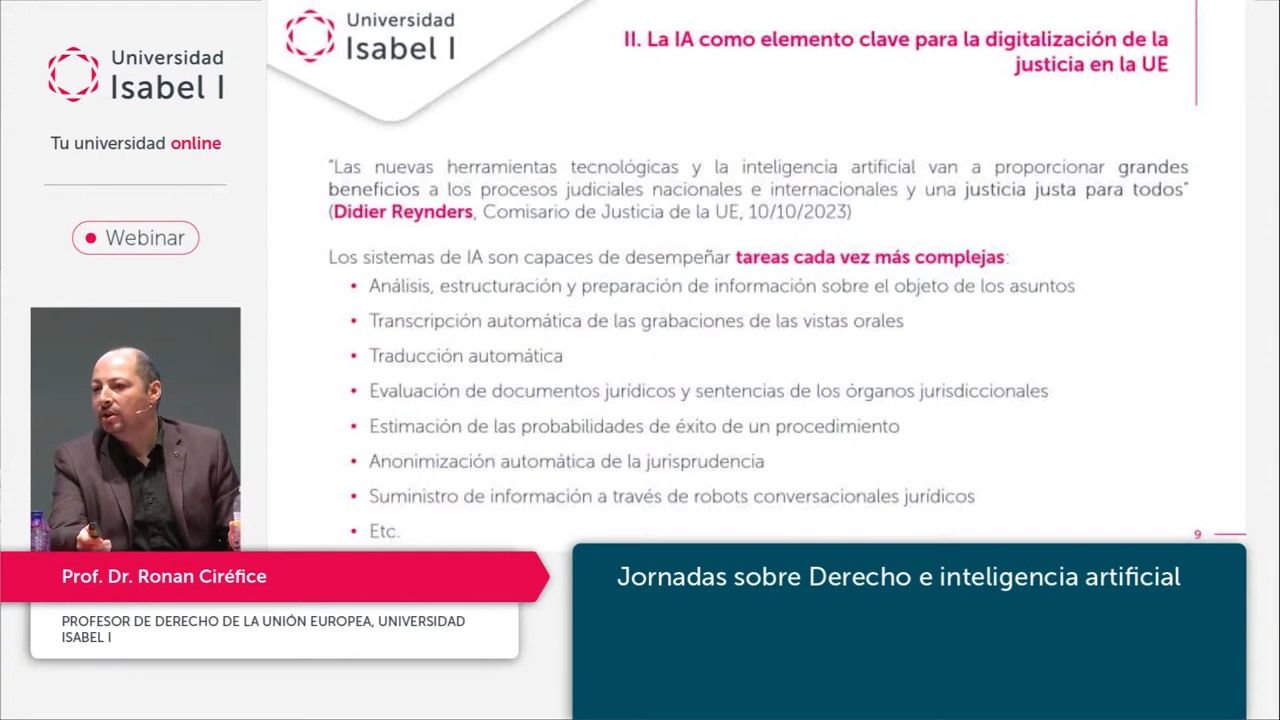 Universidad
Isabel I
Tu universidad online
Webinar
Universidad
Isabel I
II. La IA como elemento clave para la digitalización de la
justicia en la UE
“Las nuevas herramientas tecnológicas y la inteligencia artificial van a proporcionar grandes
beneficios a los procesos judiciales nacionales e internacionales y una justicia justa para todos”
(Didier Reynders, Comisario de Justicia de la UE, 10/10/2023)
Los sistemas de IA son capaces de desempeñar tareas cada vez más complejas:
• Análisis, estructuración y preparación de información sobre el objeto de los asuntos
• Transcripción automática de las grabaciones de las vistas orales
• Traducción automática
• Evaluación de documentos jurídicos y sentencias de los órganos jurisdiccionales
• Estimación de las probabilidades de éxito de un procedimiento
• Anonimización automática de la jurisprudencia
• Suministro de información a través de robots conversacionales jurídicos
• Etc.
9
Prof. Dr. Ronan Ciréfice
PROFESOR DE DERECHO DE LA UNIÓN EUROPEA, UNIVERSIDAD
ISABEL I
Jornadas sobre Derecho e inteligencia artificial